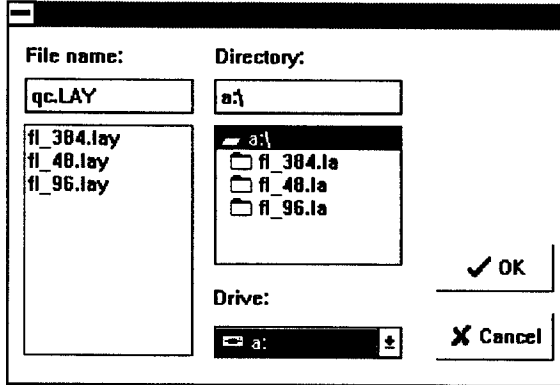 File name:
Directory:
qc.LAY
a:\
fl_384.lay
fl_48.lay
fl_96.lay
a:\
fl_384.la
fl_48.la
fl_96.la
OK
Drive:
a:
Cancel